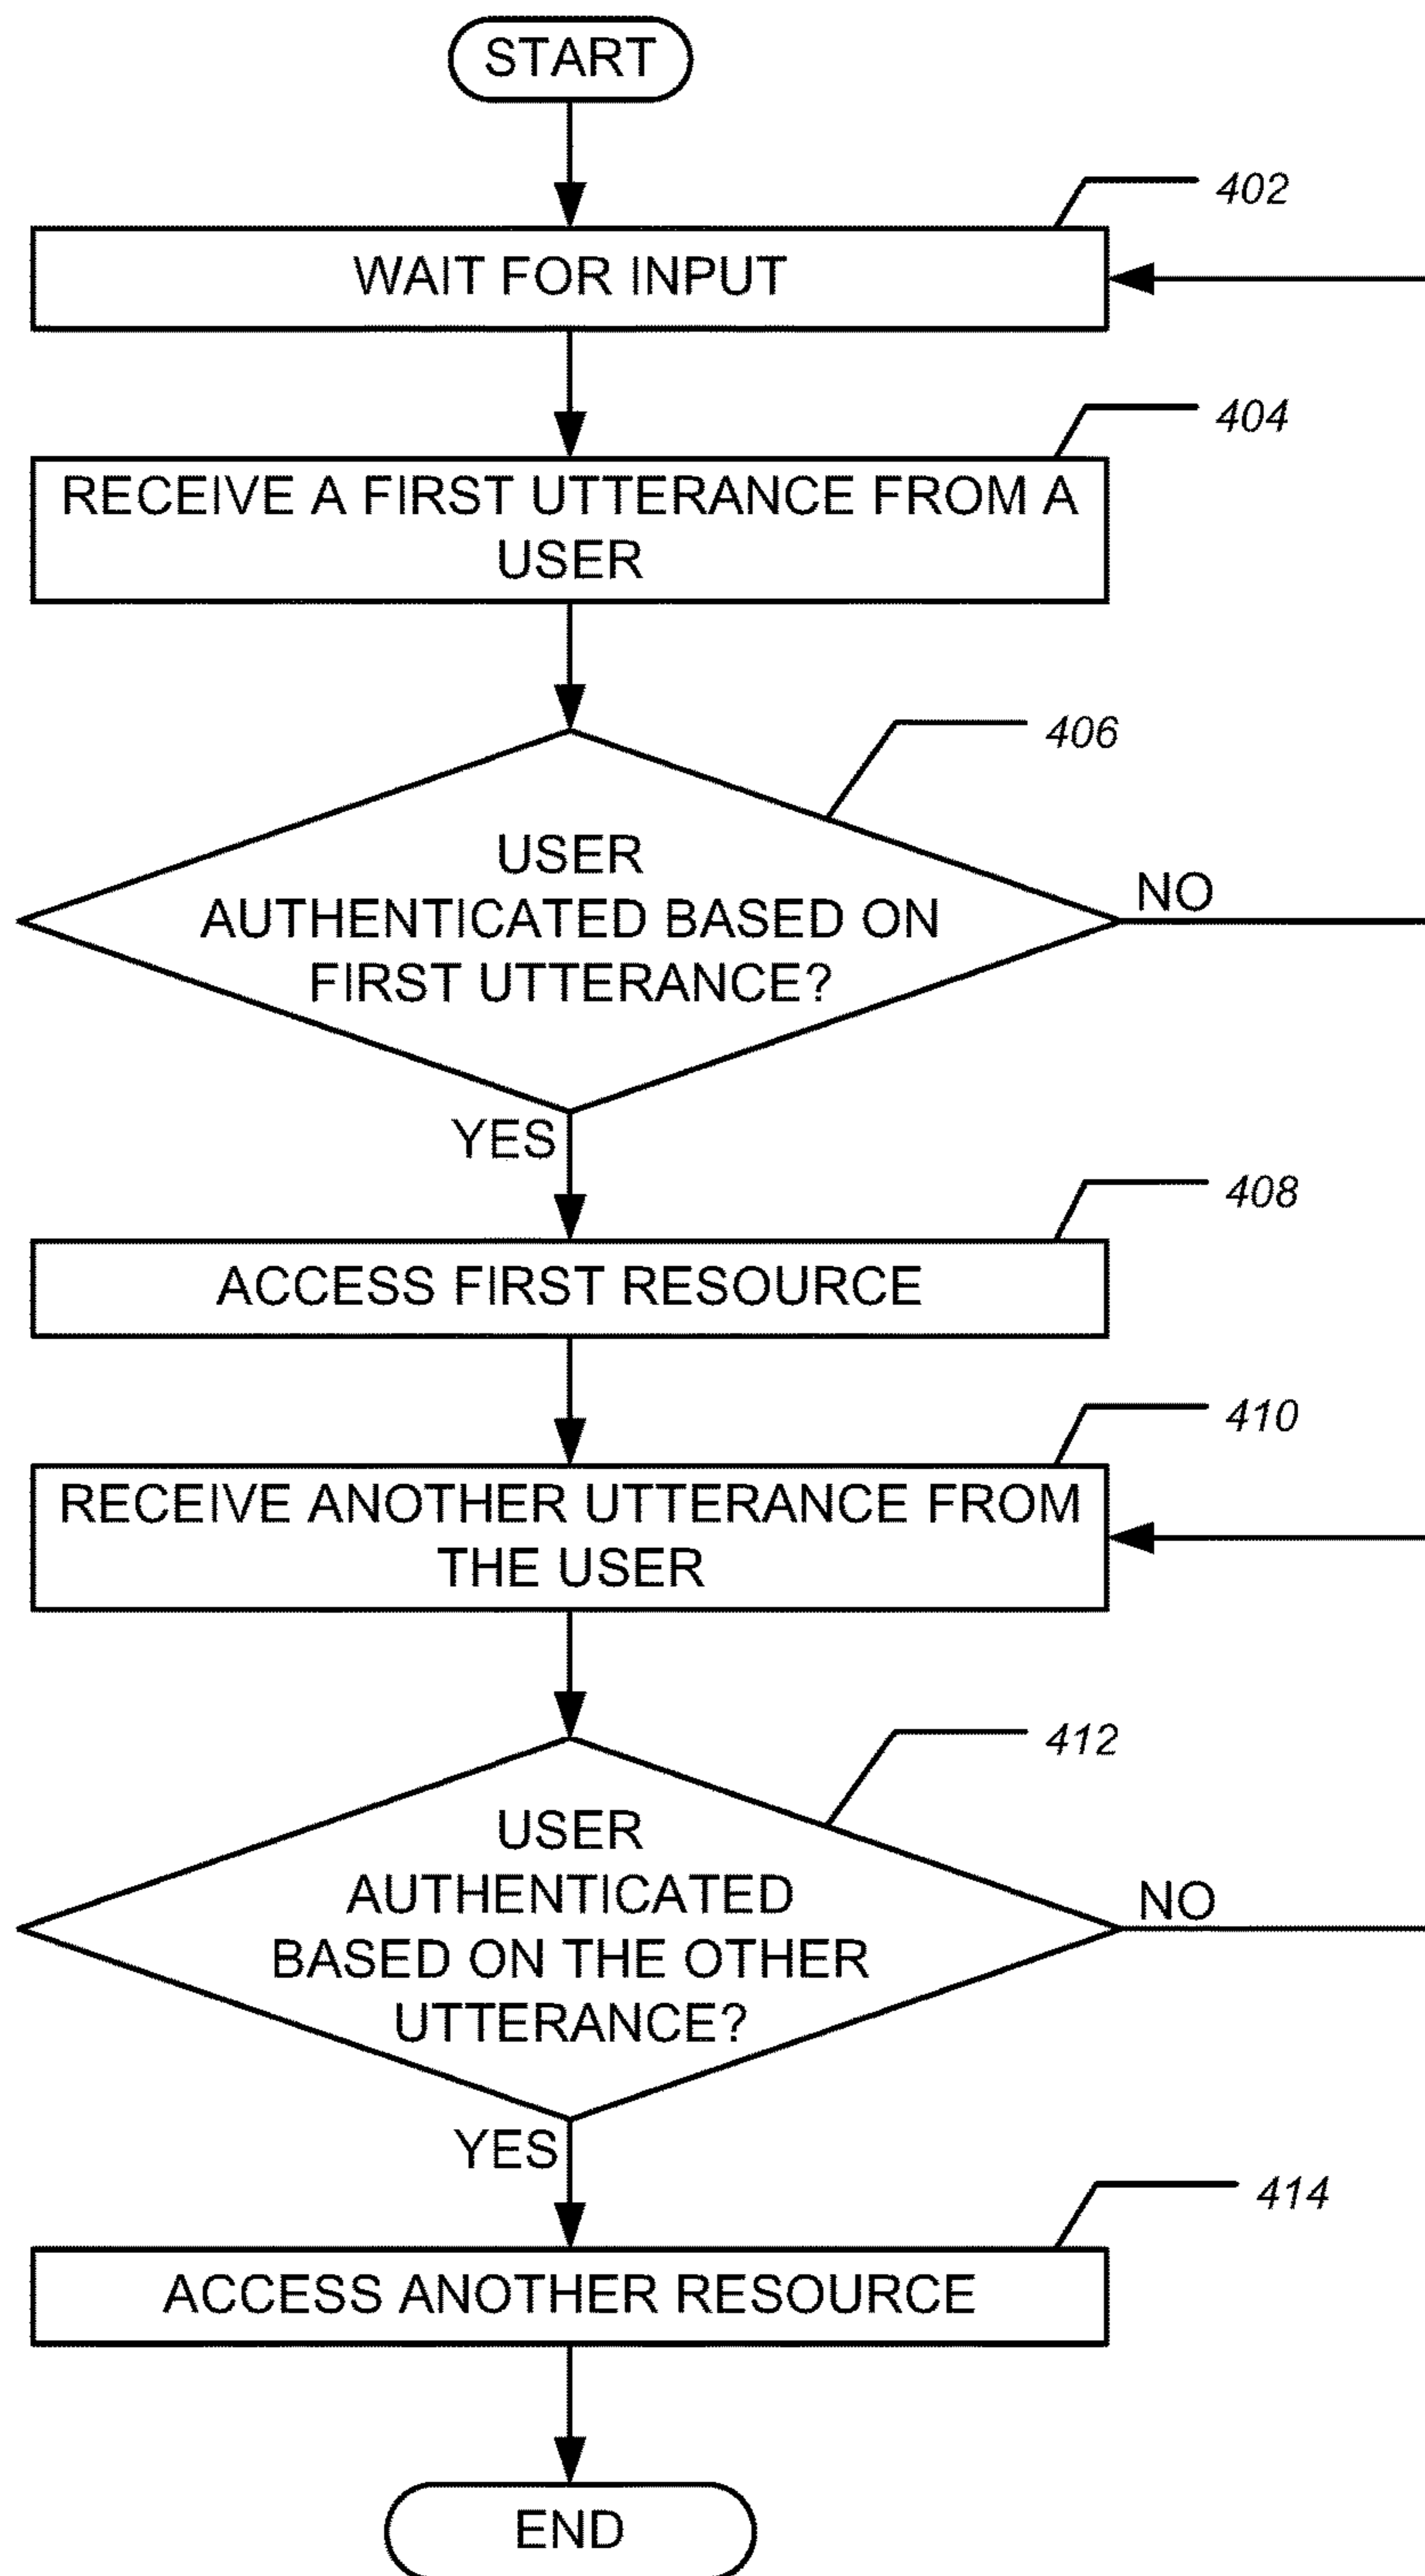 START
402
WAIT FOR INPUT
404
RECEIVE A FIRST UTTERANCE FROM A
USER
406
USER
AUTHENTICATED BASED ON
FIRST UTTERANCE?
NO
YES
408
ACCESS FIRST RESOURCE
410
RECEIVE ANOTHER UTTERANCE FROM
THE USER
412
USER
AUTHENTICATED
BASED ON THE OTHER
UTTERANCE?
NO
YES
414
ACCESS ANOTHER RESOURCE
END